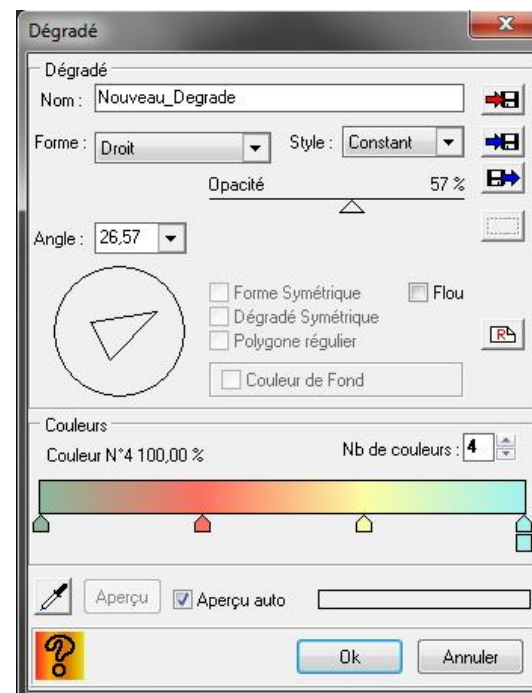 Dégradé
Dégradé
Nom : Nouveau_Degrade
Forme : Droit Style : Constant
Opacité 57 %
Angle : 26,57
Forme Symétrique Flou
Dégradé Symétrique
Polygone régulier
R
Couleur de Fond
Couleurs
Couleur N°4 100,00 % Nb de couleurs : 4
Aperçu Aperçu auto
? Ok Annuler